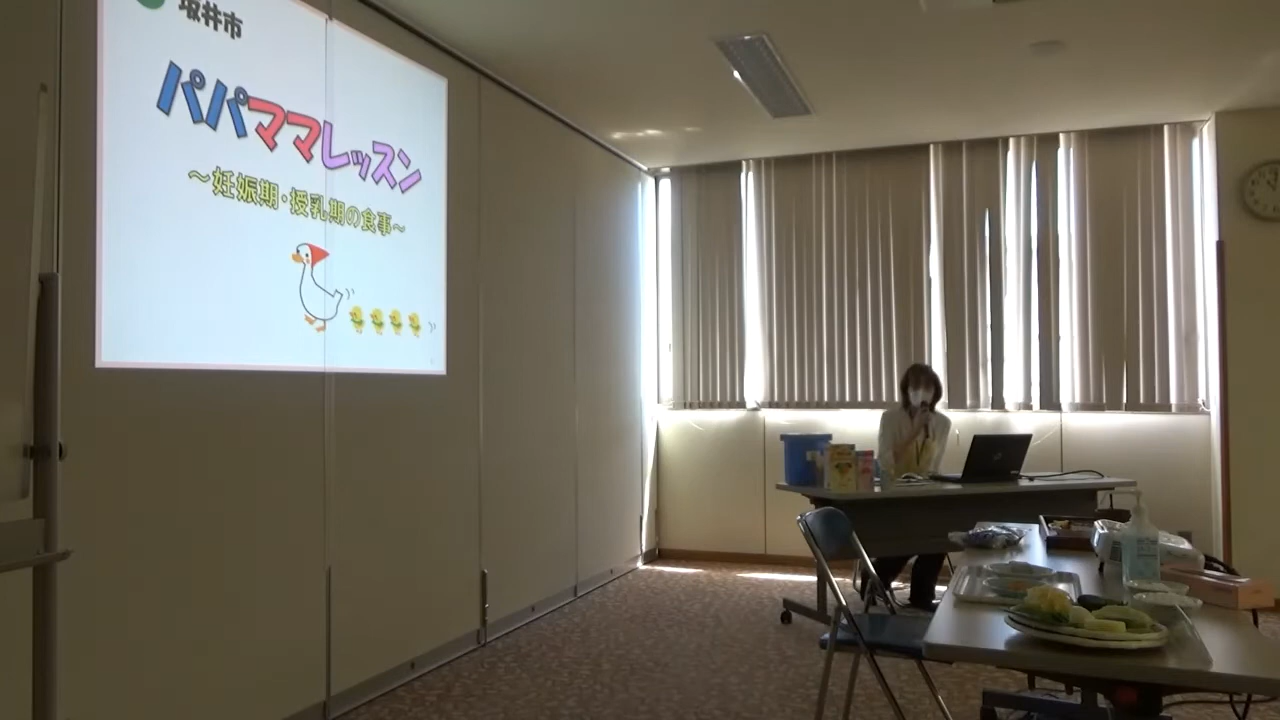 坂井市
パパママレッスン
～妊娠期・授乳期の食事～